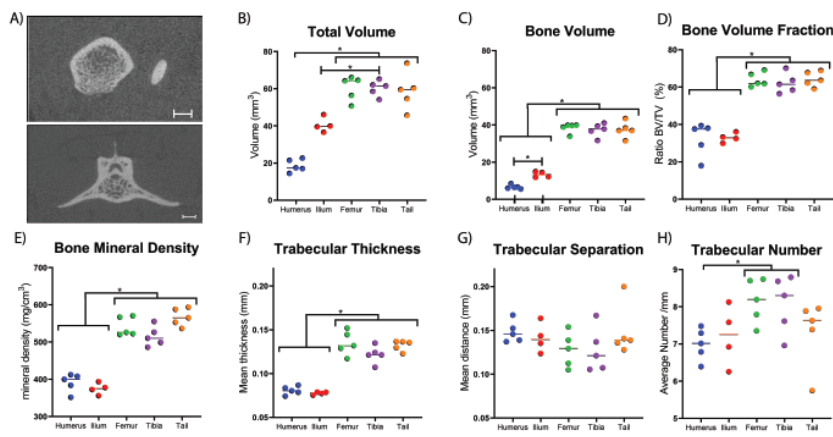 A)
B)
Total Volume
Volume (mm³)
80
60
40
20
0
*
*
Humerus Ilium Femur Tibia Tail
C)
Bone Volume
Volume (mm³)
80
60
40
20
0
*
*
Humerus Ilium Femur Tibia Tail
D)
Bone Volume Fraction
Ratio BV/TV (%)
80
60
40
20
0
*
Humerus Ilium Femur Tibia Tail
E)
Bone Mineral Density
mineral density (mg/cm³)
700
600
500
400
300
*
Humerus Ilium Femur Tibia Tail
F)
Trabecular Thickness
Mean thickness (mm)
0.20
0.15
0.10
0.05
*
Humerus Ilium Femur Tibia Tail
G)
Trabecular Separation
Mean distance (mm)
0.20
0.15
0.10
0.05
Humerus Ilium Femur Tibia Tail
H)
Trabecular Number
Average Number /mm
9
8
7
6
5
*
Humerus Ilium Femur Tibia Tail